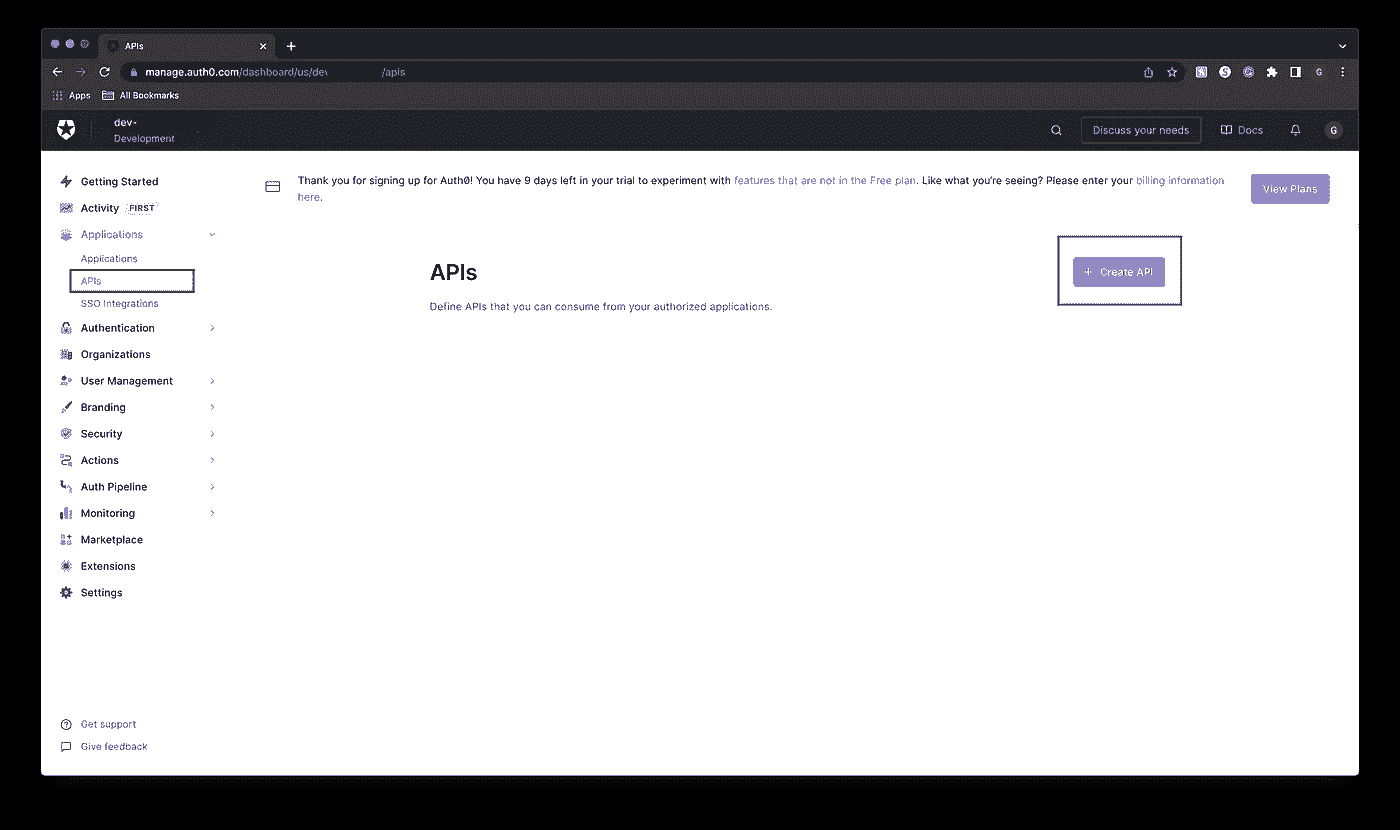 APIs
manage.auth0.com/dashboard/us/dev /apis
G
Apps
All Bookmarks
dev-
Development
Discuss your needs
Docs
G
Getting Started
Activity FIRST
Applications
Applications
APIs
SSO Integrations
Authentication
Organizations
User Management
Branding
Security
Actions
Auth Pipeline
Monitoring
Marketplace
Extensions
Settings
Get support
Give feedback
Thank you for signing up for Auth0! You have 9 days left in your trial to experiment with features that are not in the Free plan. Like what you're seeing? Please enter your billing information
here.
View Plans
APIs
+ Create API
Define APIs that you can consume from your authorized applications.